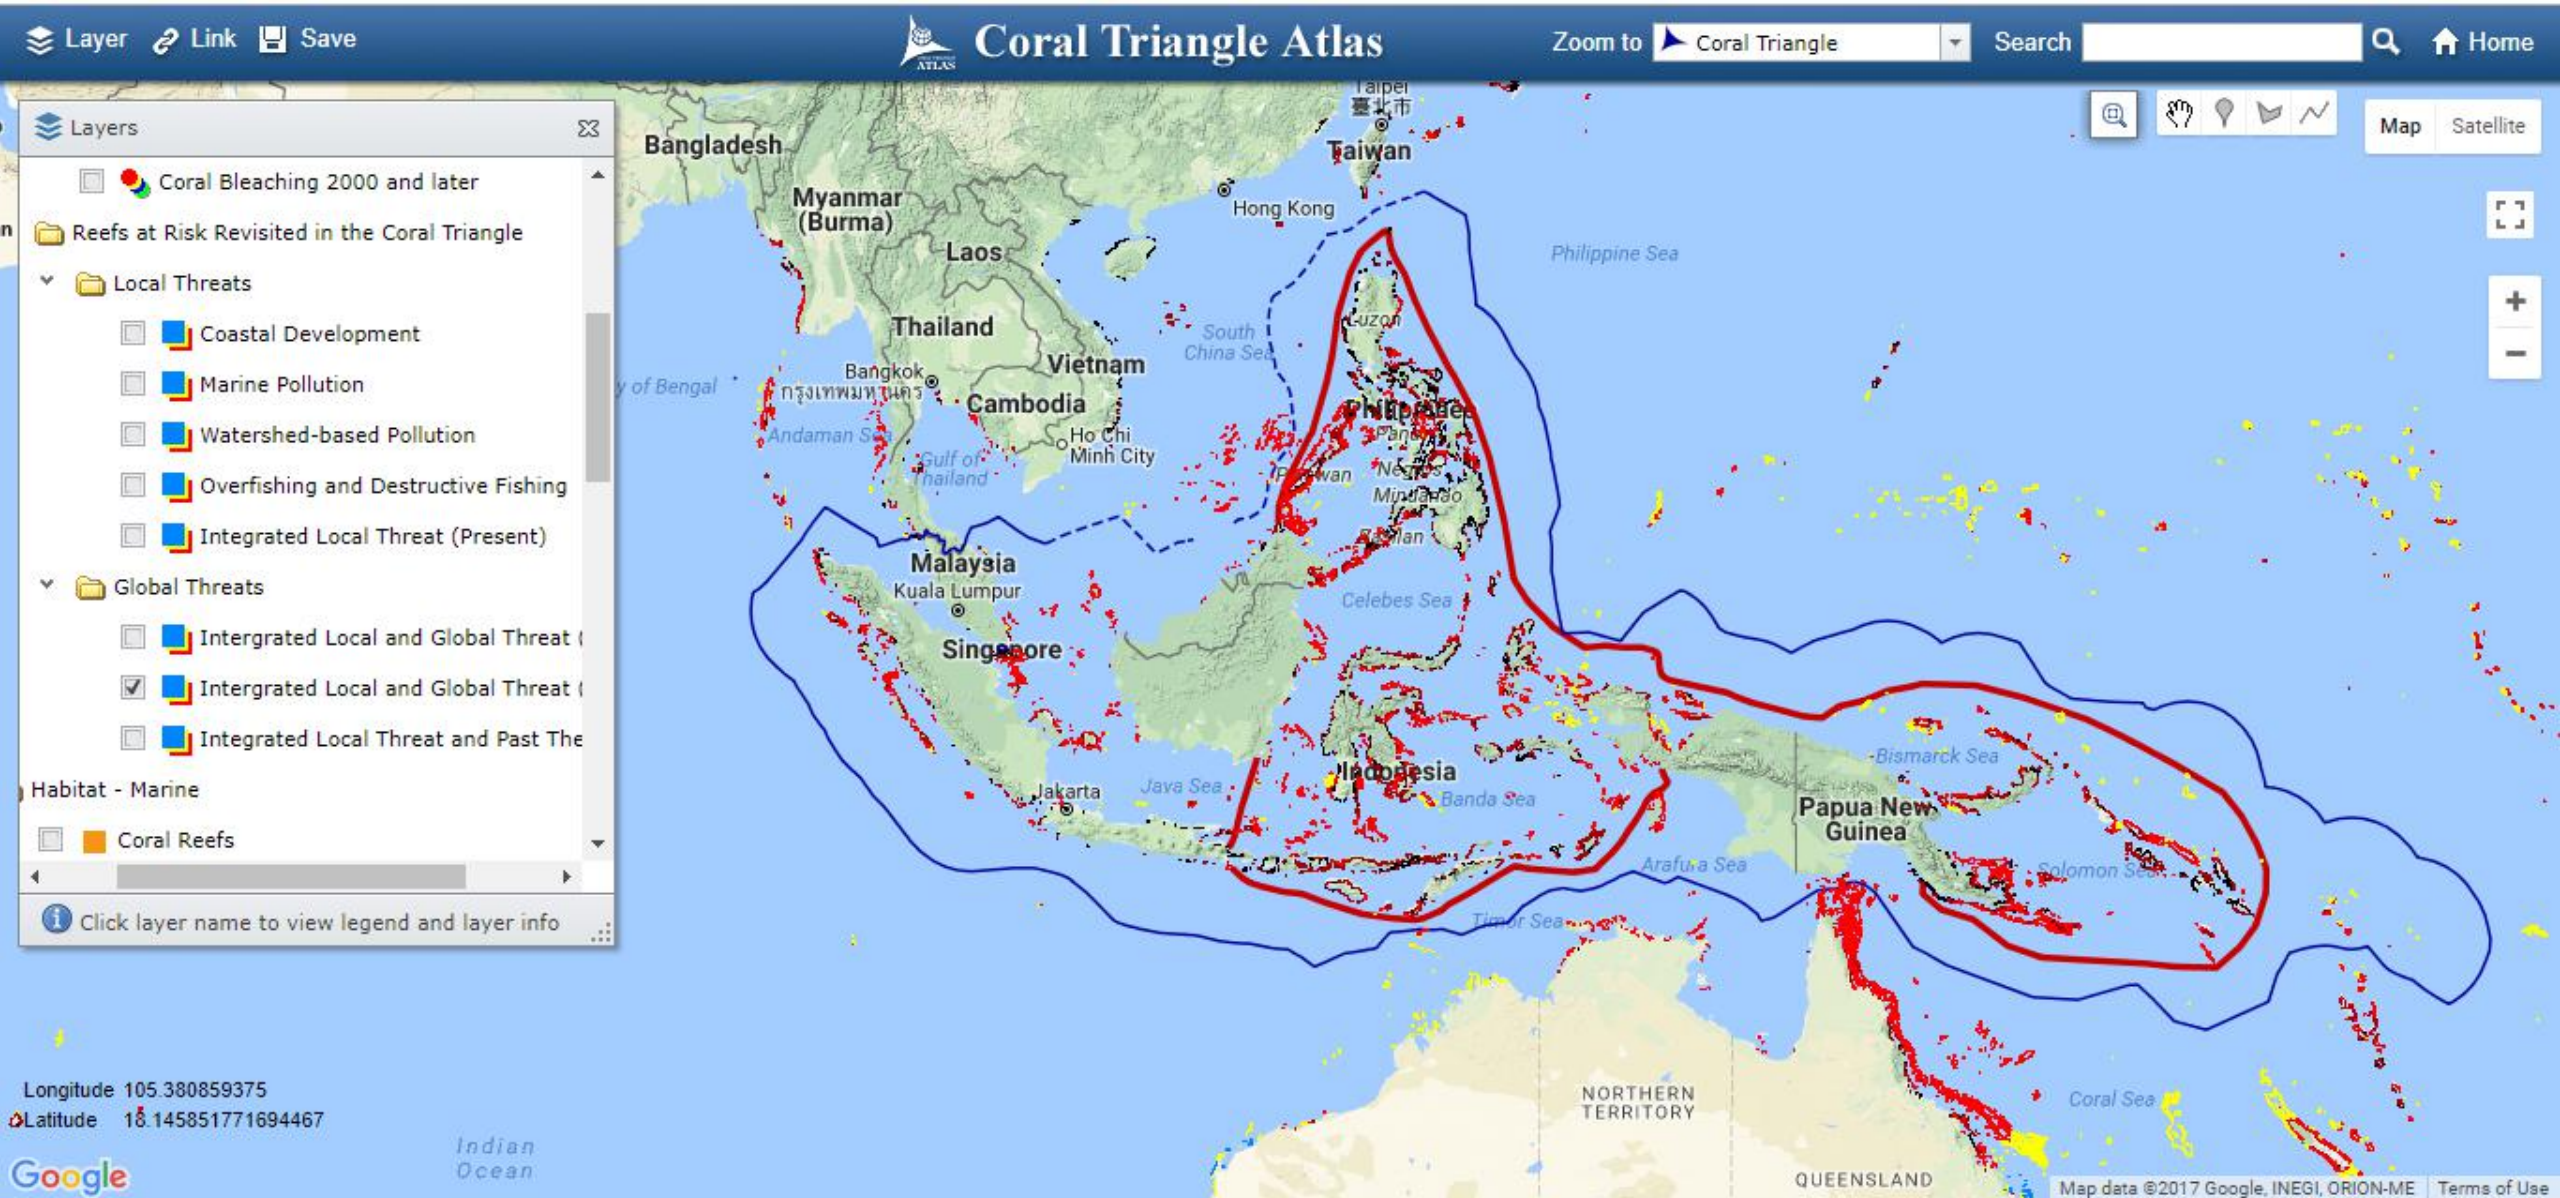 Layer Link Save
ATLAS
Coral Triangle Atlas
Zoom to Coral Triangle
Search
Home
Layers
Coral Bleaching 2000 and later
Reefs at Risk Revisited in the Coral Triangle
Local Threats
Coastal Development
Marine Pollution
Watershed-based Pollution
Overfishing and Destructive Fishing
Integrated Local Threat (Present)
Global Threats
Intergrated Local and Global Threat (
Intergrated Local and Global Threat (
Integrated Local Threat and Past The
Habitat - Marine
Coral Reefs
Click layer name to view legend and layer info
Map Satellite
Taipei
臺北市
Taiwan
Bangladesh
Myanmar
(Burma)
Hong Kong
Laos
Philippine Sea
Thailand
South
China Sea
Luzon
Vietnam
Bangkok
กรุงเทพมหานคร
y of Bengal
Cambodia
Philippines
Andaman Sea
Ho Chi
Minh City
Gulf of
Thailand
Palawan
Negros
Mindanao
Basilan
Malaysia
Kuala Lumpur
Celebes Sea
Singapore
Indonesia
Bismarck Sea
Jakarta
Java Sea
Banda Sea
Papua New
Guinea
Arafura Sea
Solomon Sea
Timor Sea
NORTHERN
TERRITORY
Coral Sea
QUEENSLAND
Longitude 105.380859375
Latitude 18.145851771694467
Indian
Ocean
Google
Map data ©2017 Google, INEGI, ORION-ME Terms of Use